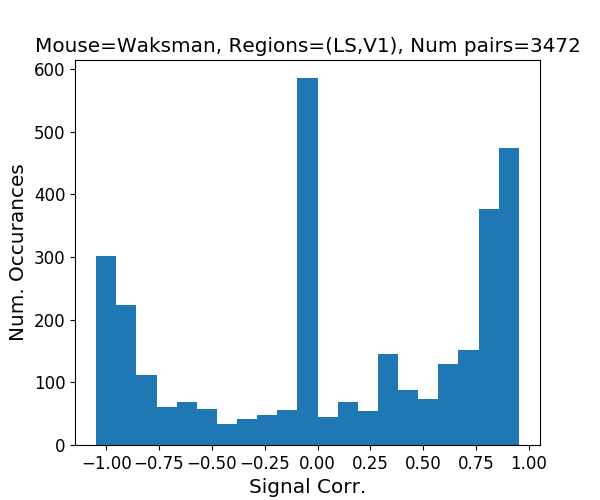 Mouse=Waksman, Regions=(LS,V1), Num pairs=3472
600
500
400
300
200
100
0
Num. Occurances
−1.00 −0.75 −0.50 −0.25 0.00 0.25 0.50 0.75 1.00
Signal Corr.